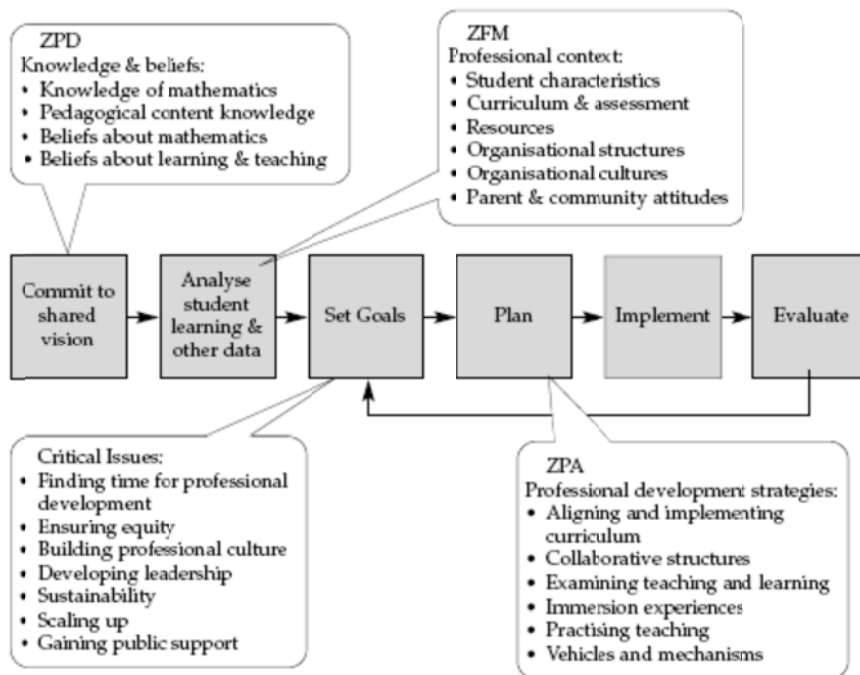 ZPD
Knowledge & beliefs:
• Knowledge of mathematics
• Pedagogical content knowledge
• Beliefs about mathematics
• Beliefs about learning & teaching
ZFM
Professional context:
• Student characteristics
• Curriculum & assessment
• Resources
• Organisational structures
• Organisational cultures
• Parent & community attitudes
Commit to
shared
vision
Analyse
student
learning &
other data
Set Goals
Plan
Implement
Evaluate
Critical Issues:
• Finding time for professional
development
• Ensuring equity
• Building professional culture
• Developing leadership
• Sustainability
• Scaling up
• Gaining public support
ZPA
Professional development strategies:
• Aligning and implementing
curriculum
• Collaborative structures
• Examining teaching and learning
• Immersion experiences
• Practising teaching
• Vehicles and mechanisms